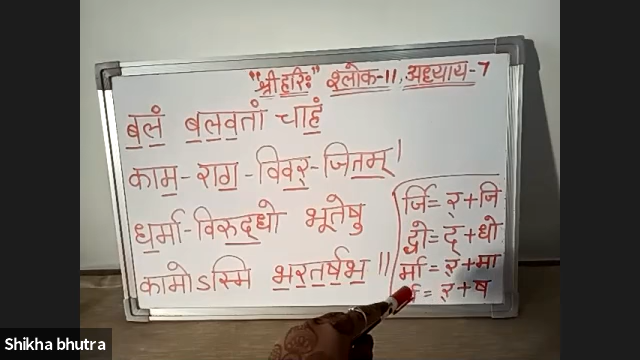 "श्री हरिः" श्लोक-11, अध्याय-7
बलं बलवतां चाहं
काम-राग-विवर्-जितम्।
धर्मा-विरुद्धो भूतेषु
कामोऽस्मि भरतर्षभ॥
र्जि= र्+जि
द्धो= द्+धो
र्मा= र्+मा
= र्+ष
Shikha bhutra